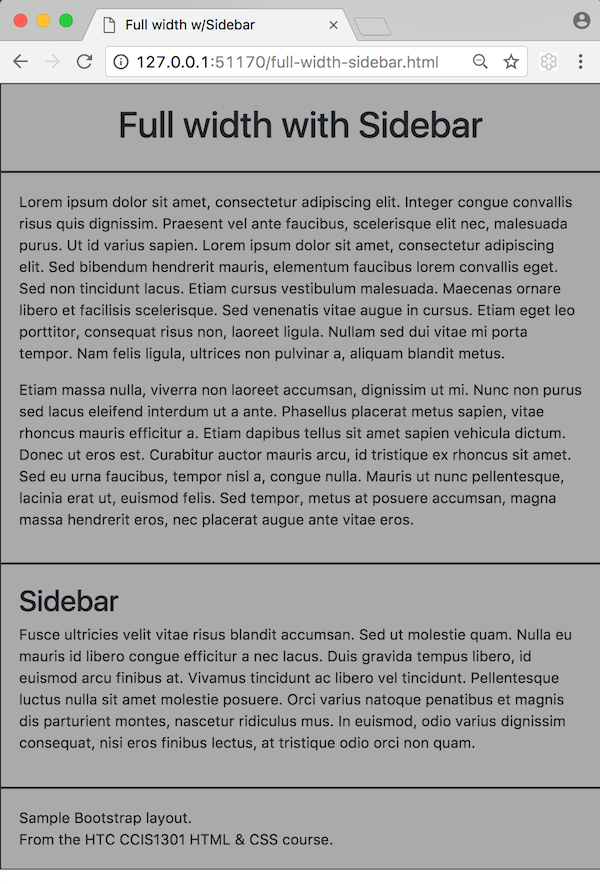 Full width w/Sidebar
127.0.0.1:51170/full-width-sidebar.html
Full width with Sidebar
Lorem ipsum dolor sit amet, consectetur adipiscing elit. Integer congue convallis
risus quis dignissim. Praesent vel ante faucibus, scelerisque elit nec, malesuada
purus. Ut id varius sapien. Lorem ipsum dolor sit amet, consectetur adipiscing
elit. Sed bibendum hendrerit mauris, elementum faucibus lorem convallis eget.
Sed non tincidunt lacus. Etiam cursus vestibulum malesuada. Maecenas ornare
libero et facilisis scelerisque. Sed venenatis vitae augue in cursus. Etiam eget leo
porttitor, consequat risus non, laoreet ligula. Nullam sed dui vitae mi porta
tempor. Nam felis ligula, ultrices non pulvinar a, aliquam blandit metus.
Etiam massa nulla, viverra non laoreet accumsan, dignissim ut mi. Nunc non purus
sed lacus eleifend interdum ut a ante. Phasellus placerat metus sapien, vitae
rhoncus mauris efficitur a. Etiam dapibus tellus sit amet sapien vehicula dictum.
Donec ut eros est. Curabitur auctor mauris arcu, id tristique ex rhoncus sit amet.
Sed eu urna faucibus, tempor nisl a, congue nulla. Mauris ut nunc pellentesque,
lacinia erat ut, euismod felis. Sed tempor, metus at posuere accumsan, magna
massa hendrerit eros, nec placerat augue ante vitae eros.
Sidebar
Fusce ultricies velit vitae risus blandit accumsan. Sed ut molestie quam. Nulla eu
mauris id libero congue efficitur a nec lacus. Duis gravida tempus libero, id
euismod arcu finibus at. Vivamus tincidunt ac libero vel tincidunt. Pellentesque
luctus nulla sit amet molestie posuere. Orci varius natoque penatibus et magnis
dis parturient montes, nascetur ridiculus mus. In euismod, odio varius dignissim
consequat, nisi eros finibus lectus, at tristique odio orci non quam.
Sample Bootstrap layout.
From the HTC CCIS1301 HTML & CSS course.